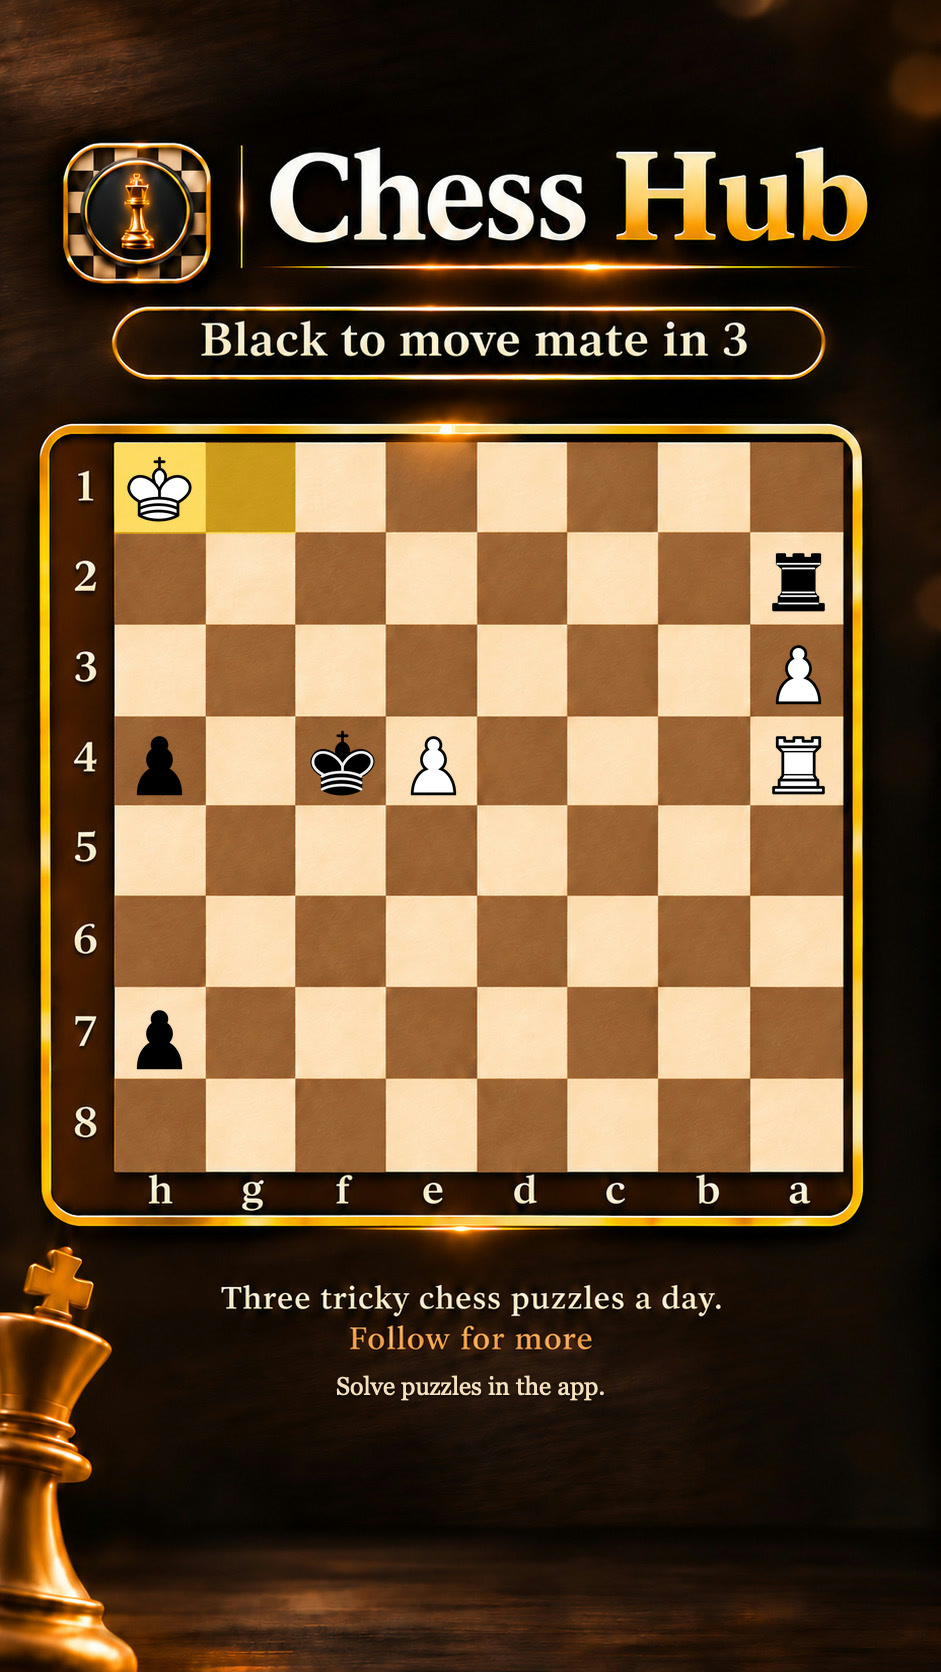 Chess Hub
Black to move mate in 3
1
2
3
4
5
6
7
8
h g f e d c b a
Three tricky chess puzzles a day.
Follow for more
Solve puzzles in the app.